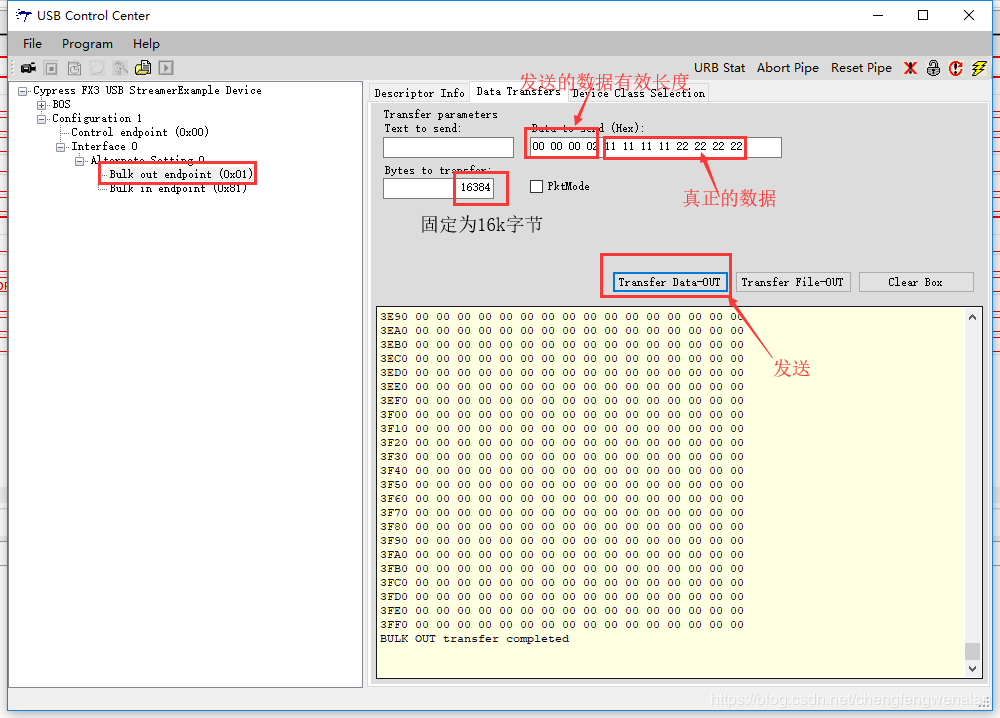 USB Control Center
File Program Help
URB Stat Abort Pipe Reset Pipe
Cypress FX3 USB StreamerExample Device
BOS
Configuration 1
Control endpoint (0x00)
Interface 0
Alternate Setting 0
Bulk out endpoint (0x01)
Bulk in endpoint (0x81)
发送的数据有效长度
Descriptor Info Data Transfers Device Class Selection
Transfer parameters
Text to send: Data to send (Hex):
00 00 00 02 11 11 11 11 22 22 22 22
Bytes to transfer:
16384 PktMode
真正的数据
固定为16k字节
Transfer Data-OUT Transfer File-OUT Clear Box
3E90 00 00 00 00 00 00 00 00 00 00 00 00 00 00 00 00
3EA0 00 00 00 00 00 00 00 00 00 00 00 00 00 00 00 00
3EB0 00 00 00 00 00 00 00 00 00 00 00 00 00 00 00 00
3EC0 00 00 00 00 00 00 00 00 00 00 00 00 00 00 00 00
3ED0 00 00 00 00 00 00 00 00 00 00 00 00 00 00 00 00
3EE0 00 00 00 00 00 00 00 00 00 00 00 00 00 00 00 00
3EF0 00 00 00 00 00 00 00 00 00 00 00 00 00 00 00 00
3F00 00 00 00 00 00 00 00 00 00 00 00 00 00 00 00 00
3F10 00 00 00 00 00 00 00 00 00 00 00 00 00 00 00 00
3F20 00 00 00 00 00 00 00 00 00 00 00 00 00 00 00 00
3F30 00 00 00 00 00 00 00 00 00 00 00 00 00 00 00 00
3F40 00 00 00 00 00 00 00 00 00 00 00 00 00 00 00 00
3F50 00 00 00 00 00 00 00 00 00 00 00 00 00 00 00 00
3F60 00 00 00 00 00 00 00 00 00 00 00 00 00 00 00 00
3F70 00 00 00 00 00 00 00 00 00 00 00 00 00 00 00 00
3F80 00 00 00 00 00 00 00 00 00 00 00 00 00 00 00 00
3F90 00 00 00 00 00 00 00 00 00 00 00 00 00 00 00 00
3FA0 00 00 00 00 00 00 00 00 00 00 00 00 00 00 00 00
3FB0 00 00 00 00 00 00 00 00 00 00 00 00 00 00 00 00
3FC0 00 00 00 00 00 00 00 00 00 00 00 00 00 00 00 00
3FD0 00 00 00 00 00 00 00 00 00 00 00 00 00 00 00 00
3FE0 00 00 00 00 00 00 00 00 00 00 00 00 00 00 00 00
3FF0 00 00 00 00 00 00 00 00 00 00 00 00 00 00 00 00
BULK OUT transfer completed
发送